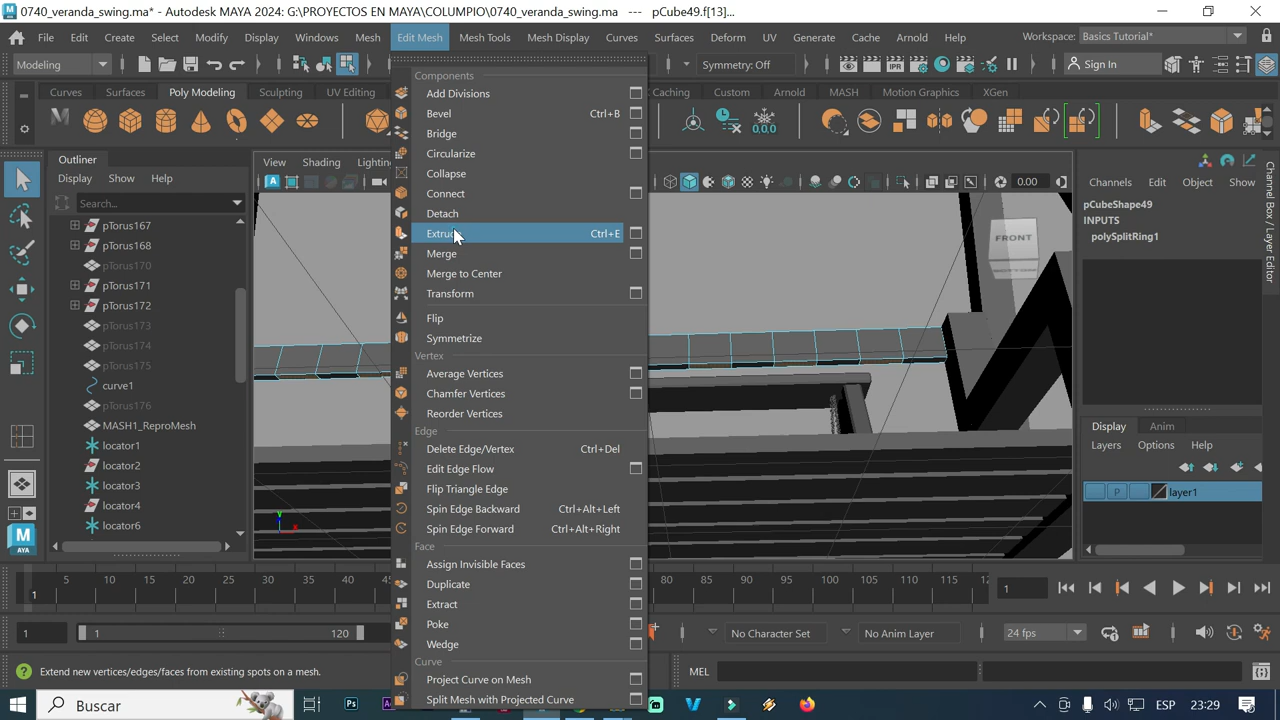 0740_veranda_swing.ma* - Autodesk MAYA 2024: G:\PROYECTOS EN MAYA\COLUMPIO\0740_veranda_swing.ma --- pCube49.f[13]...
File Edit Create Select Modify Display Windows Mesh Edit Mesh Mesh Tools Mesh Display Curves Surfaces Deform UV Generate Cache Arnold Help Workspace: Basics Tutorial*
Modeling Symmetry: Off Sign In
Curves Surfaces Poly Modeling Sculpting UV Editing Caching Custom Arnold MASH Motion Graphics XGen
Outliner
Display Show Help
Search...
pTorus167
pTorus168
pTorus170
pTorus171
pTorus172
pTorus173
pTorus174
pTorus175
curve1
pTorus176
MASH1_ReproMesh
locator1
locator2
locator3
locator4
locator6
View Shading
0.00
FRONT
Components
Add Divisions
Bevel Ctrl+B
Bridge
Circularize
Collapse
Connect
Detach
Extrude Ctrl+E
Merge
Merge to Center
Transform
Flip
Symmetrize
Vertex
Average Vertices
Chamfer Vertices
Reorder Vertices
Edge
Delete Edge/Vertex Ctrl+Del
Edit Edge Flow
Flip Triangle Edge
Spin Edge Backward Ctrl+Alt+Left
Spin Edge Forward Ctrl+Alt+Right
Face
Assign Invisible Faces
Duplicate
Extract
Poke
Wedge
Curve
Project Curve on Mesh
Split Mesh with Projected Curve
Channels Edit Object Show
pCubeShape49
INPUTS
polySplitRing1
Channel Box / Layer Editor
Display Anim
Layers Options Help
P layer1
5 10 15 20 25 30 35 40 45 80 85 90 95 100 105 110 115
1 1
1 1 120 No Character Set No Anim Layer 24 fps
Extend new vertices/edges/faces from existing spots on a mesh. MEL
Buscar Ps ESP 23:29